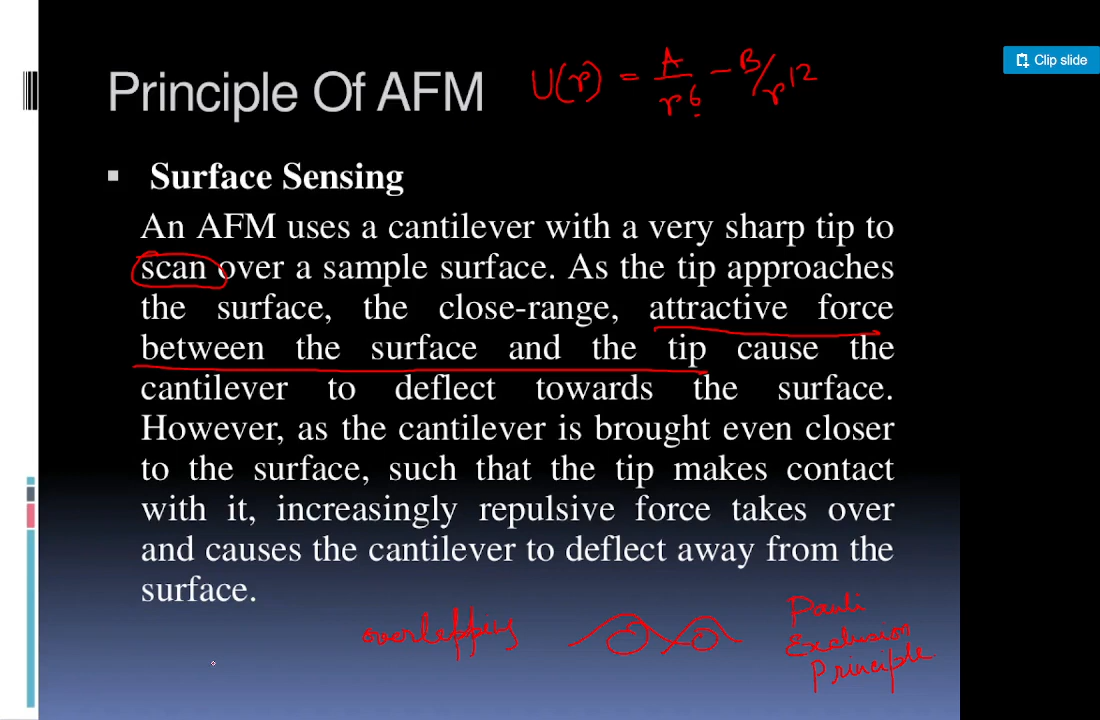 Clip slide
Principle Of AFM
U(r) = A/r6 - B/r12
Surface Sensing
An AFM uses a cantilever with a very sharp tip to
scan over a sample surface. As the tip approaches
the surface, the close-range, attractive force
between the surface and the tip cause the
cantilever to deflect towards the surface.
However, as the cantilever is brought even closer
to the surface, such that the tip makes contact
with it, increasingly repulsive force takes over
and causes the cantilever to deflect away from the
surface.
overlapping
Pauli
Exclusion
Principle